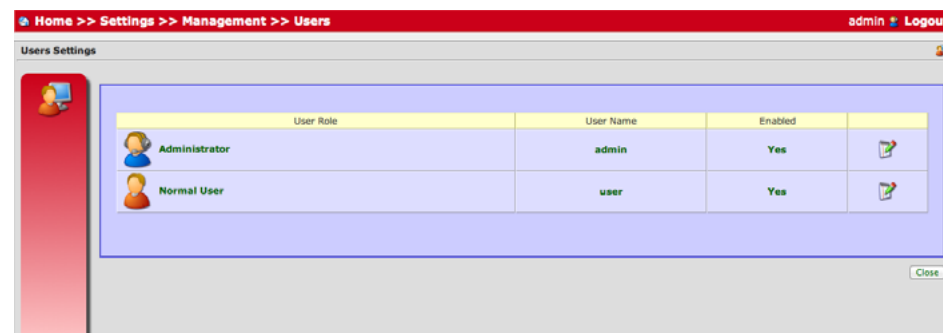 Home >> Settings >> Management >> Users admin Logou
Users Settings
User Role User Name Enabled
Administrator admin Yes
Normal User user Yes
Close